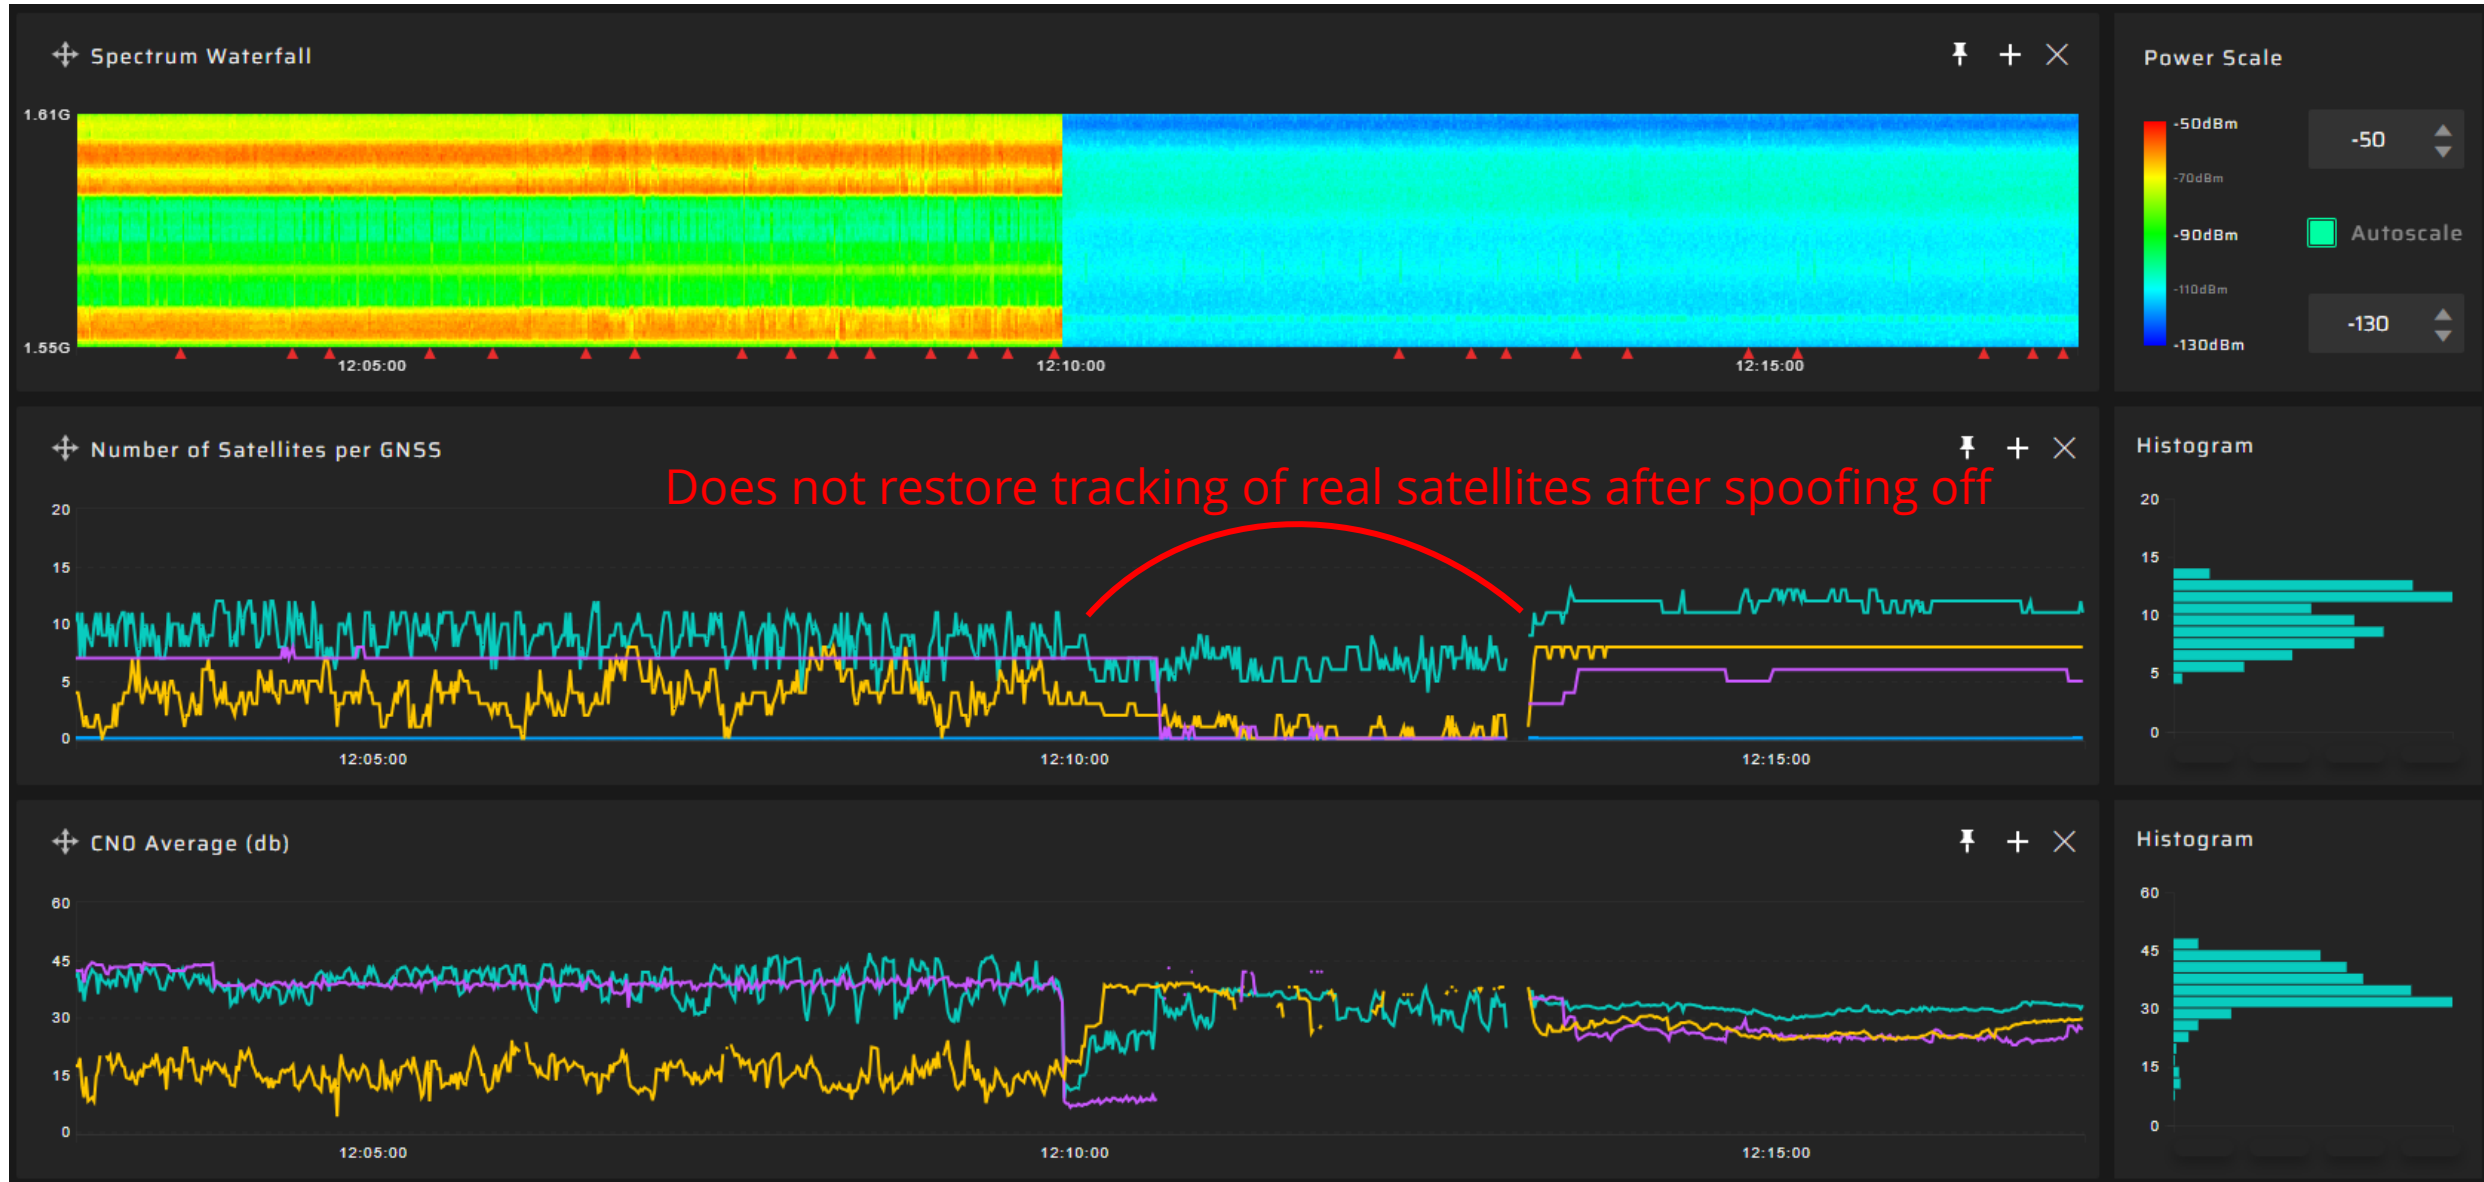 Spectrum Waterfall
1.61G
1.55G
12:05:00
12:10:00
12:15:00
Power Scale
-50dBm
-70dBm
-90dBm
-110dBm
-130dBm
-50
Autoscale
-130
Number of Satellites per GNSS
Does not restore tracking of real satellites after spoofing off
20
15
10
5
0
12:05:00
12:10:00
12:15:00
Histogram
20
15
10
5
0
CN0 Average (db)
60
45
30
15
0
12:05:00
12:10:00
12:15:00
Histogram
60
45
30
15
0